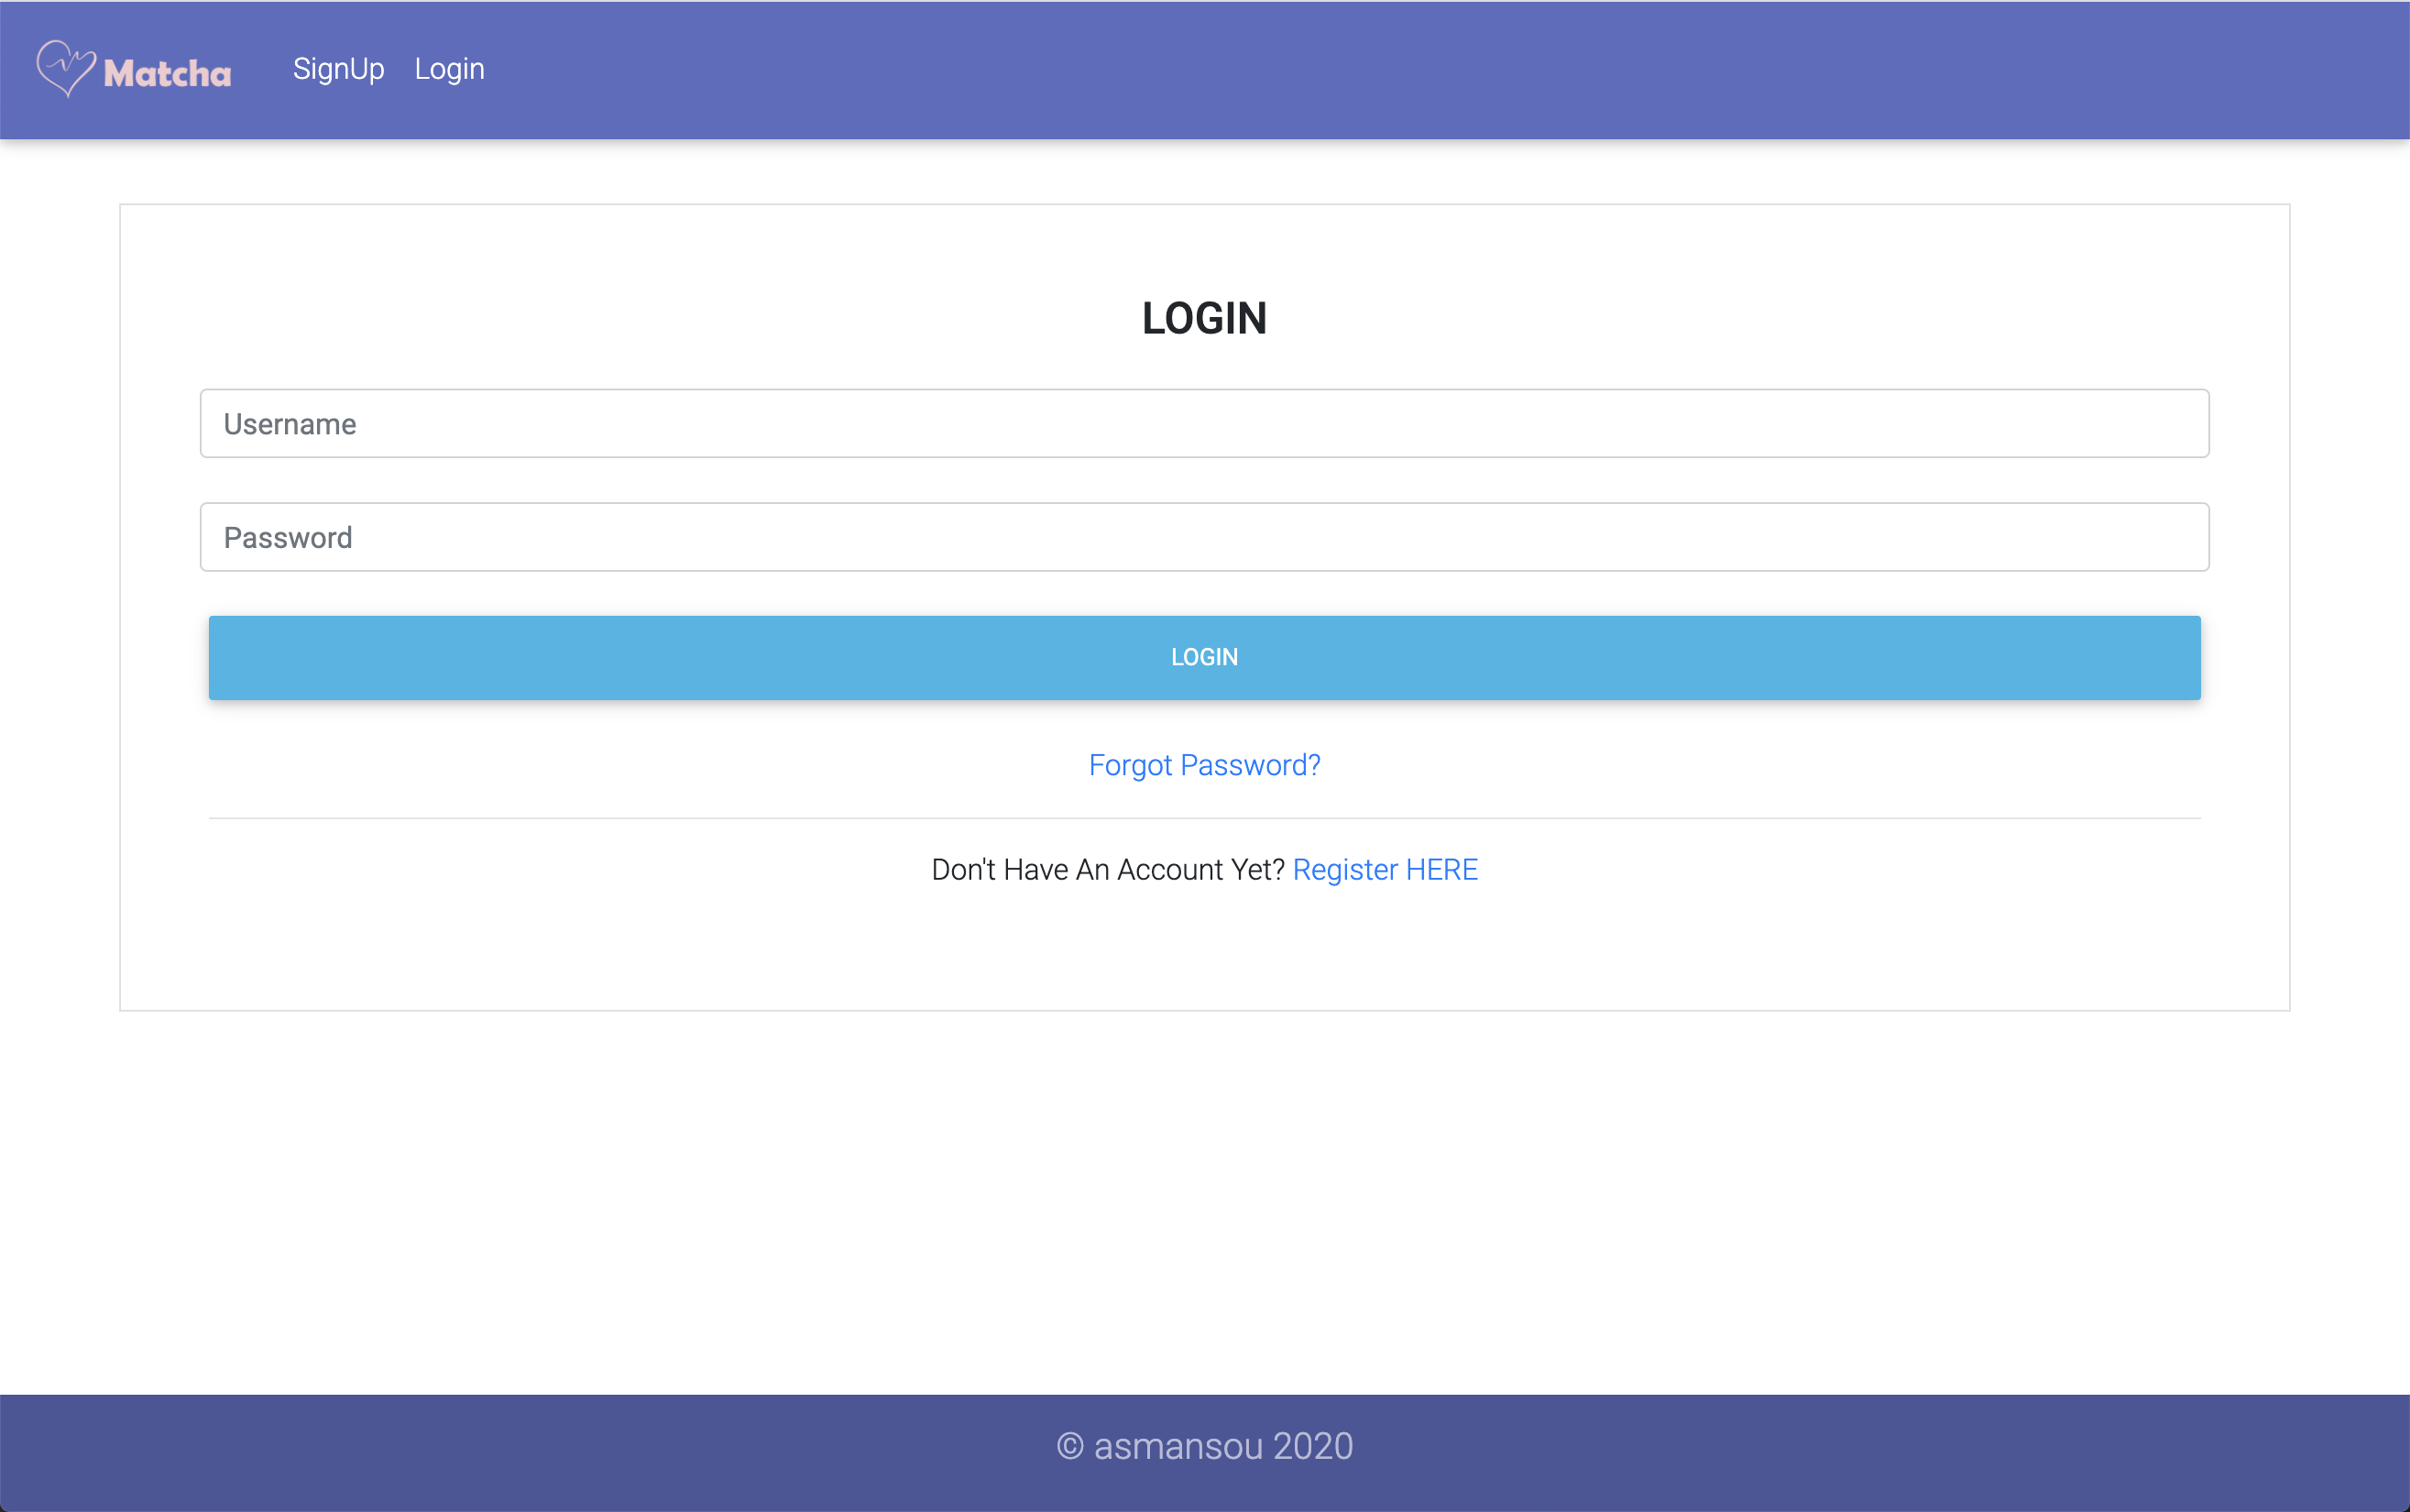 Matcha SignUp Login
LOGIN
Username
Password
LOGIN
Forgot Password?
Don't Have An Account Yet? Register HERE
© asmansou 2020